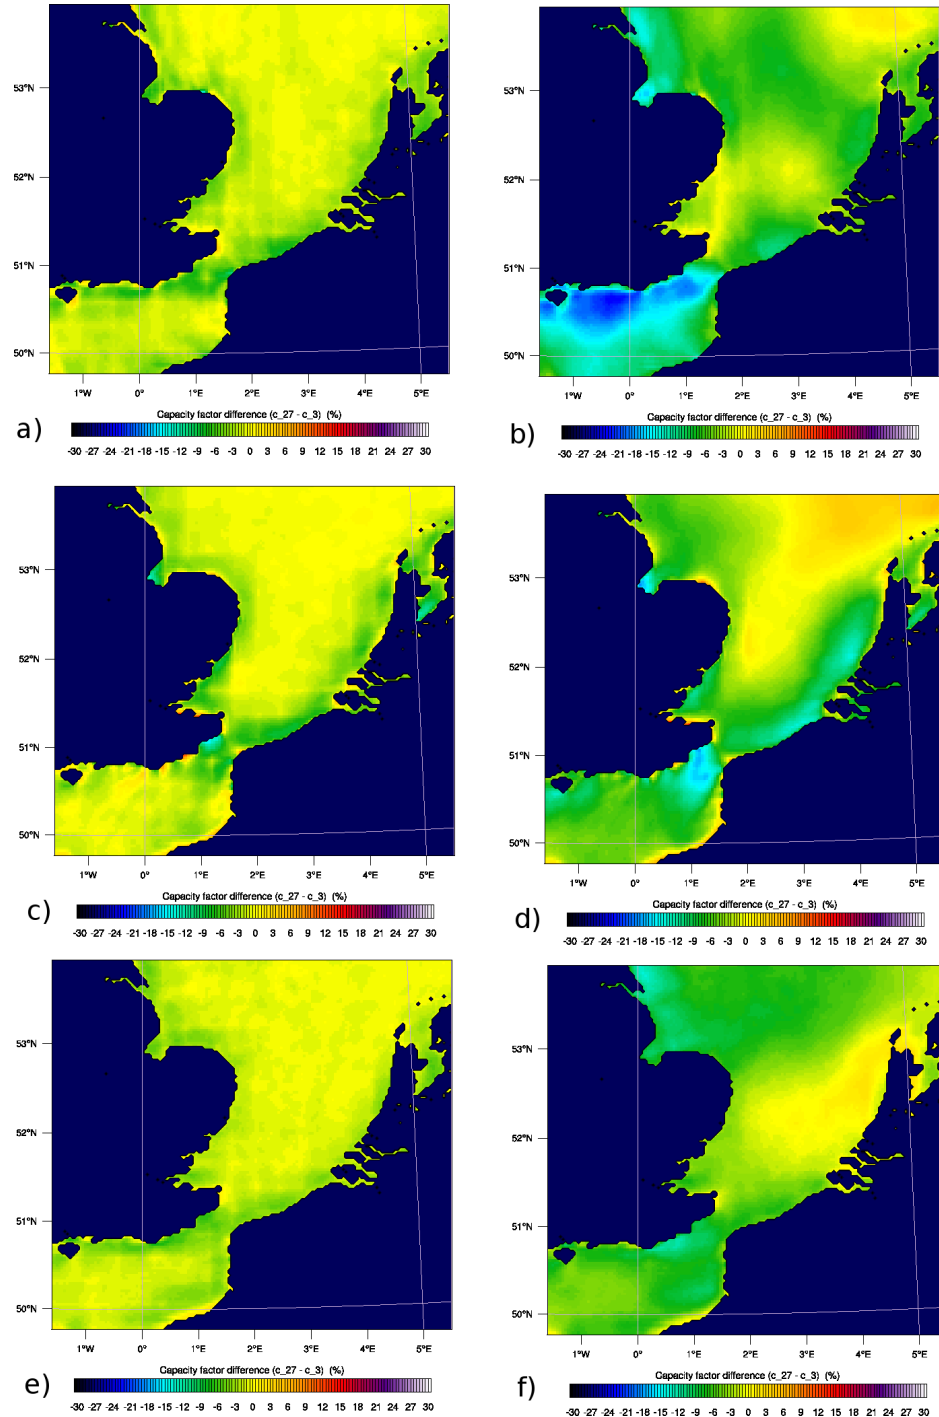 53°N
52°N
51°N
50°N
1°W 0° 1°E 2°E 3°E 4°E 5°E
Capacity factor difference (c_27 - c_3) (%)
a)
-30 -27 -24 -21 -18 -15 -12 -9 -6 -3 0 3 6 9 12 15 18 21 24 27 30
53°N
52°N
51°N
50°N
1°W 0° 1°E 2°E 3°E 4°E 5°E
Capacity factor difference (c_27 - c_3) (%)
b)
-30 -27 -24 -21 -18 -15 -12 -9 -6 -3 0 3 6 9 12 15 18 21 24 27 30
53°N
52°N
51°N
50°N
1°W 0° 1°E 2°E 3°E 4°E 5°E
Capacity factor difference (c_27 - c_3) (%)
c)
-30 -27 -24 -21 -18 -15 -12 -9 -6 -3 0 3 6 9 12 15 18 21 24 27 30
53°N
52°N
51°N
50°N
1°W 0° 1°E 2°E 3°E 4°E 5°E
Capacity factor difference (c_27 - c_3) (%)
d)
-30 -27 -24 -21 -18 -15 -12 -9 -6 -3 0 3 6 9 12 15 18 21 24 27 30
53°N
52°N
51°N
50°N
1°W 0° 1°E 2°E 3°E 4°E 5°E
Capacity factor difference (c_27 - c_3) (%)
e)
-30 -27 -24 -21 -18 -15 -12 -9 -6 -3 0 3 6 9 12 15 18 21 24 27 30
53°N
52°N
51°N
50°N
1°W 0° 1°E 2°E 3°E 4°E 5°E
Capacity factor difference (c_27 - c_3) (%)
f)
-30 -27 -24 -21 -18 -15 -12 -9 -6 -3 0 3 6 9 12 15 18 21 24 27 30